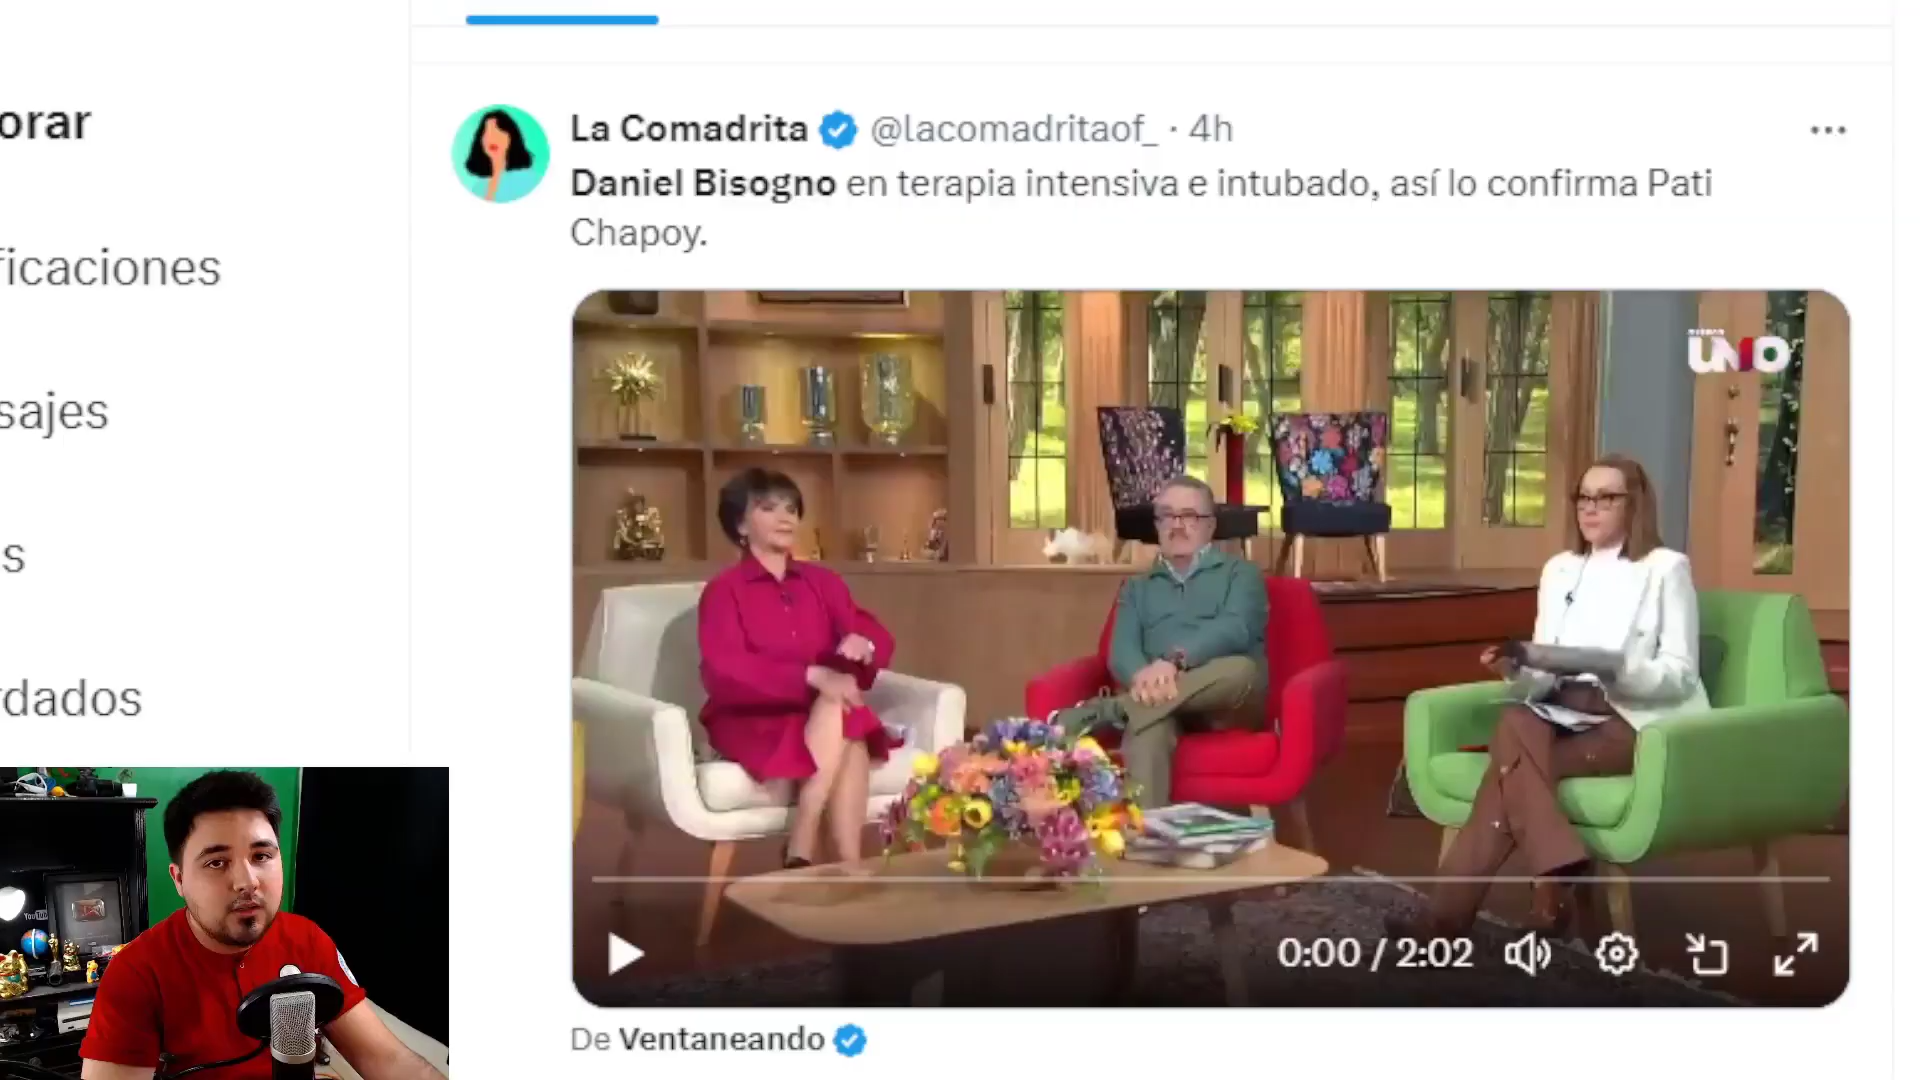 orar
ficaciones
sajes
s
rdados
La Comadrita @lacomadritaof_ · 4h
Daniel Bisogno en terapia intensiva e intubado, así lo confirma Pati
Chapoy.
UNO
0:00 / 2:02
De Ventaneando
YouTube